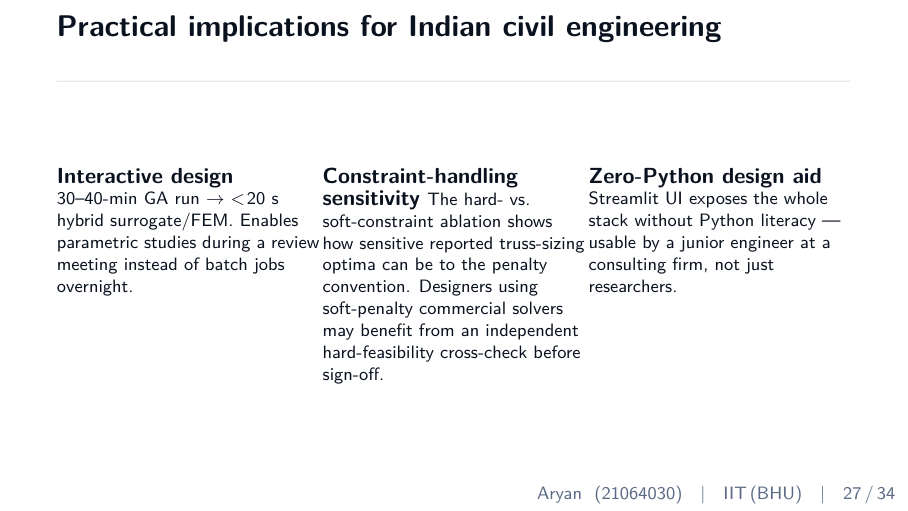 Practical implications for Indian civil engineering
Interactive design
30–40-min GA run → <20 s
hybrid surrogate/FEM. Enables
parametric studies during a review
meeting instead of batch jobs
overnight.
Constraint-handling
sensitivity The hard- vs.
soft-constraint ablation shows
how sensitive reported truss-sizing
optima can be to the penalty
convention. Designers using
soft-penalty commercial solvers
may benefit from an independent
hard-feasibility cross-check before
sign-off.
Zero-Python design aid
Streamlit UI exposes the whole
stack without Python literacy —
usable by a junior engineer at a
consulting firm, not just
researchers.
Aryan (21064030) | IIT (BHU) | 27 / 34